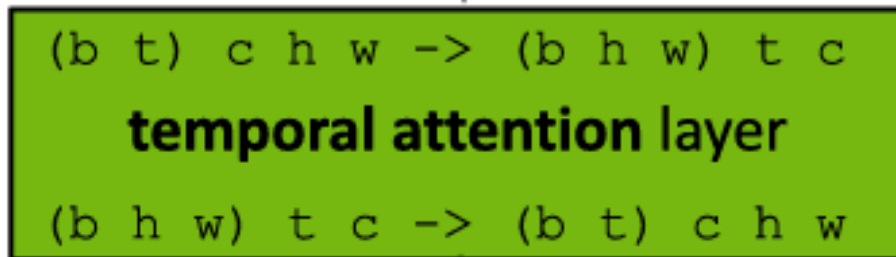 (b t) c h w -> (b h w) t c
temporal attention layer
(b h w) t c -> (b t) c h w